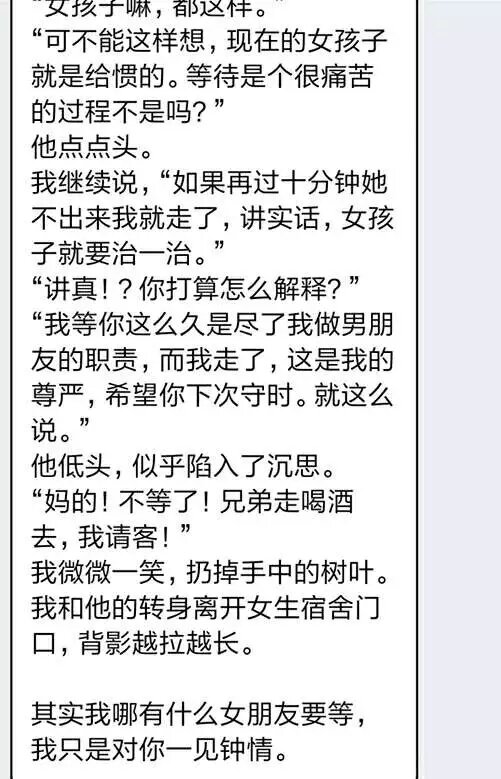 “女孩子嘛，都这样。”
“可不能这样想，现在的女孩子
就是给惯的。等待是个很痛苦
的过程不是吗？”
他点点头。
我继续说，“如果再过十分钟她
不出来我就走了，讲实话，女孩
子就要治一治。”
“讲真！？你打算怎么解释？”
“我等你这么久是尽了我做男朋
友的职责，而我走了，这是我的
尊严，希望你下次守时。就这么
说。”
他低头，似乎陷入了沉思。
“妈的！不等了！兄弟走喝酒
去，我请客！”
我微微一笑，扔掉手中的树叶。
我和他的转身离开女生宿舍门
口，背影越拉越长。
其实我哪有什么女朋友要等，
我只是对你一见钟情。